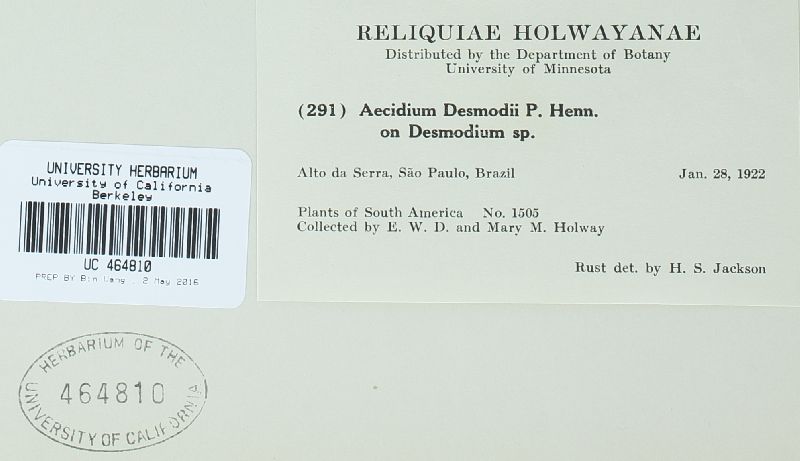 RELIQUIAE HOLWAYANAE
Distributed by the Department of Botany
University of Minnesota
(291) Aecidium Desmodii P. Henn.
on Desmodium sp.
Alto da Serra, São Paulo, Brazil Jan. 28, 1922
Plants of South America No. 1505
Collected by E. W. D. and Mary M. Holway
Rust det. by H. S. Jackson
UNIVERSITY HERBARIUM
University of California
Berkeley
UC 464810
PREP BY Bin Wang , 2 May 2016
HERBARIUM OF THE
464810
UNIVERSITY OF CALIFORNIA